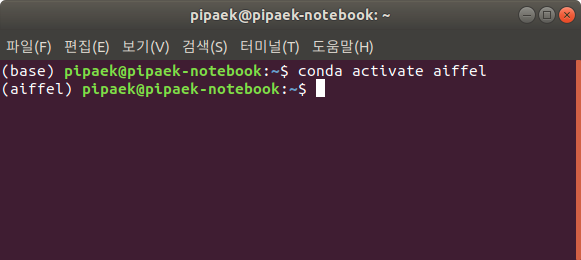 pipaek@pipaek-notebook: ~
파일(F) 편집(E) 보기(V) 검색(S) 터미널(T) 도움말(H)
(base) pipaek@pipaek-notebook:~$ conda activate aiffel
(aiffel) pipaek@pipaek-notebook:~$